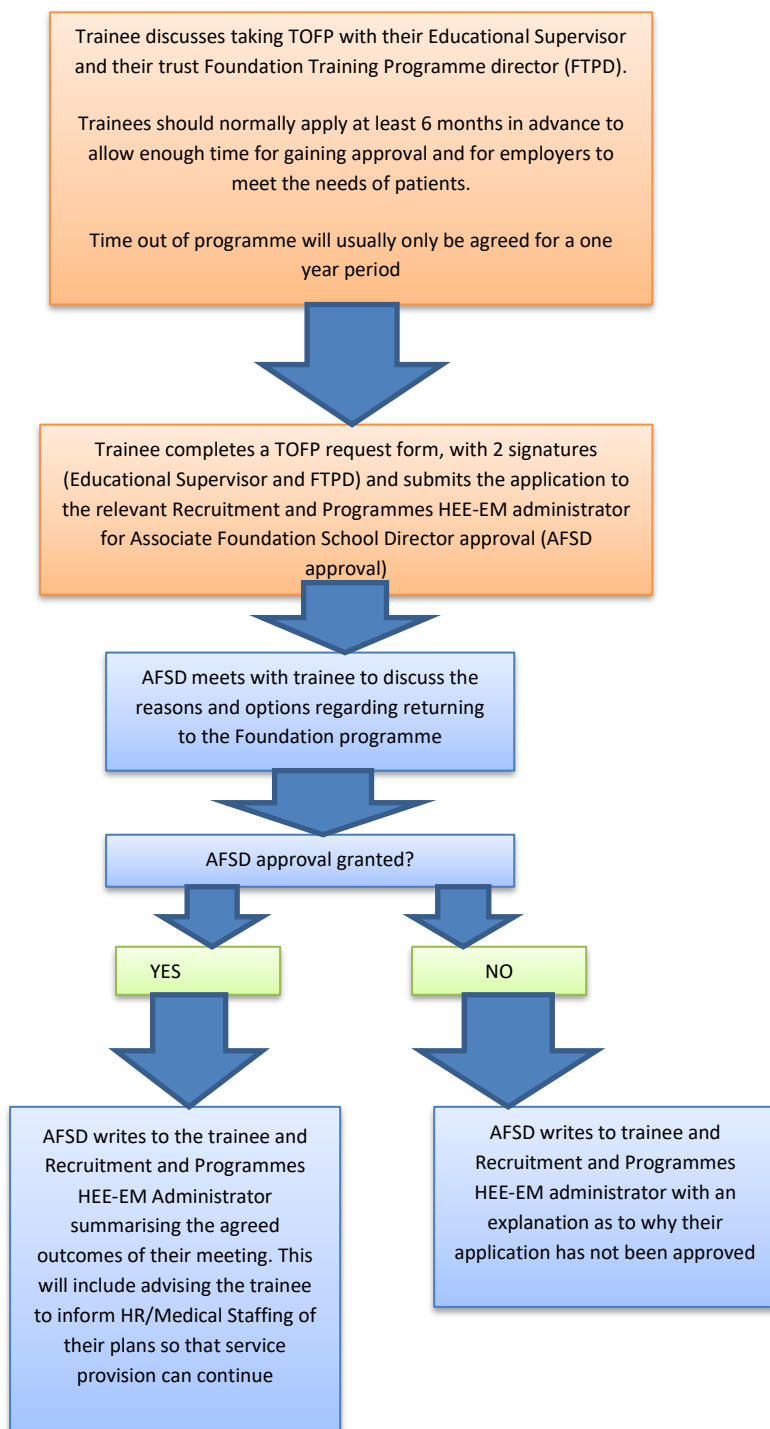 Trainee discusses taking TOFP with their Educational Supervisor
and their trust Foundation Training Programme director (FTPD).
Trainees should normally apply at least 6 months in advance to
allow enough time for gaining approval and for employers to
meet the needs of patients.
Time out of programme will usually only be agreed for a one
year period
Trainee completes a TOFP request form, with 2 signatures
(Educational Supervisor and FTPD) and submits the application to
the relevant Recruitment and Programmes HEE-EM administrator
for Associate Foundation School Director approval (AFSD
approval)
AFSD meets with trainee to discuss the
reasons and options regarding returning
to the Foundation programme
AFSD approval granted?
YES
NO
AFSD writes to the trainee and
Recruitment and Programmes
HEE-EM Administrator
summarising the agreed
outcomes of their meeting. This
will include advising the trainee
to inform HR/Medical Staffing of
their plans so that service
provision can continue
AFSD writes to trainee and
Recruitment and Programmes
HEE-EM administrator with an
explanation as to why their
application has not been approved